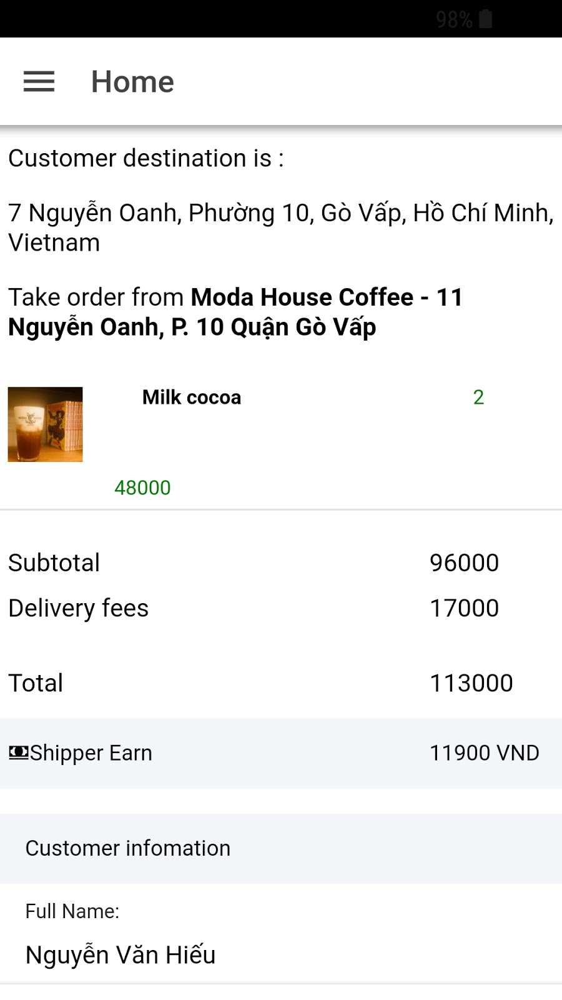 98%
Home
Customer destination is :
7 Nguyễn Oanh, Phường 10, Gò Vấp, Hồ Chí Minh,
Vietnam
Take order from Moda House Coffee - 11
Nguyễn Oanh, P. 10 Quận Gò Vấp
Milk cocoa 2
48000
Subtotal 96000
Delivery fees 17000
Total 113000
Shipper Earn 11900 VND
Customer infomation
Full Name:
Nguyễn Văn Hiếu